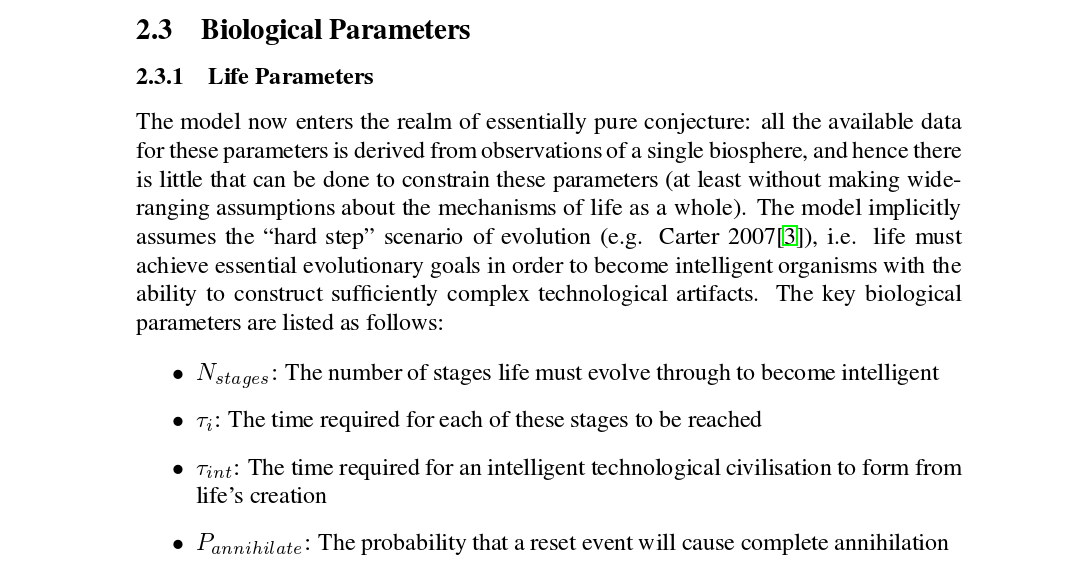 2.3 Biological Parameters
2.3.1 Life Parameters
The model now enters the realm of essentially pure conjecture: all the available data
for these parameters is derived from observations of a single biosphere, and hence there
is little that can be done to constrain these parameters (at least without making wide-
ranging assumptions about the mechanisms of life as a whole). The model implicitly
assumes the “hard step” scenario of evolution (e.g. Carter 2007[3]), i.e. life must
achieve essential evolutionary goals in order to become intelligent organisms with the
ability to construct sufficiently complex technological artifacts. The key biological
parameters are listed as follows:
• N_{stages}: The number of stages life must evolve through to become intelligent
• τ_i: The time required for each of these stages to be reached
• τ_{int}: The time required for an intelligent technological civilisation to form from
life’s creation
• P_{annihilate}: The probability that a reset event will cause complete annihilation